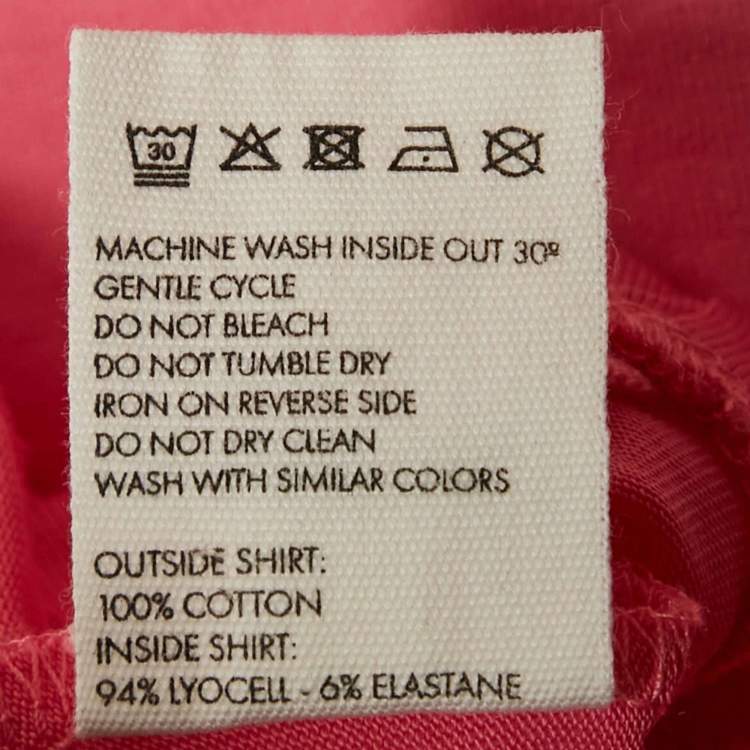 30
MACHINE WASH INSIDE OUT 30º
GENTLE CYCLE
DO NOT BLEACH
DO NOT TUMBLE DRY
IRON ON REVERSE SIDE
DO NOT DRY CLEAN
WASH WITH SIMILAR COLORS
OUTSIDE SHIRT:
100% COTTON
INSIDE SHIRT:
94% LYOCELL - 6% ELASTANE